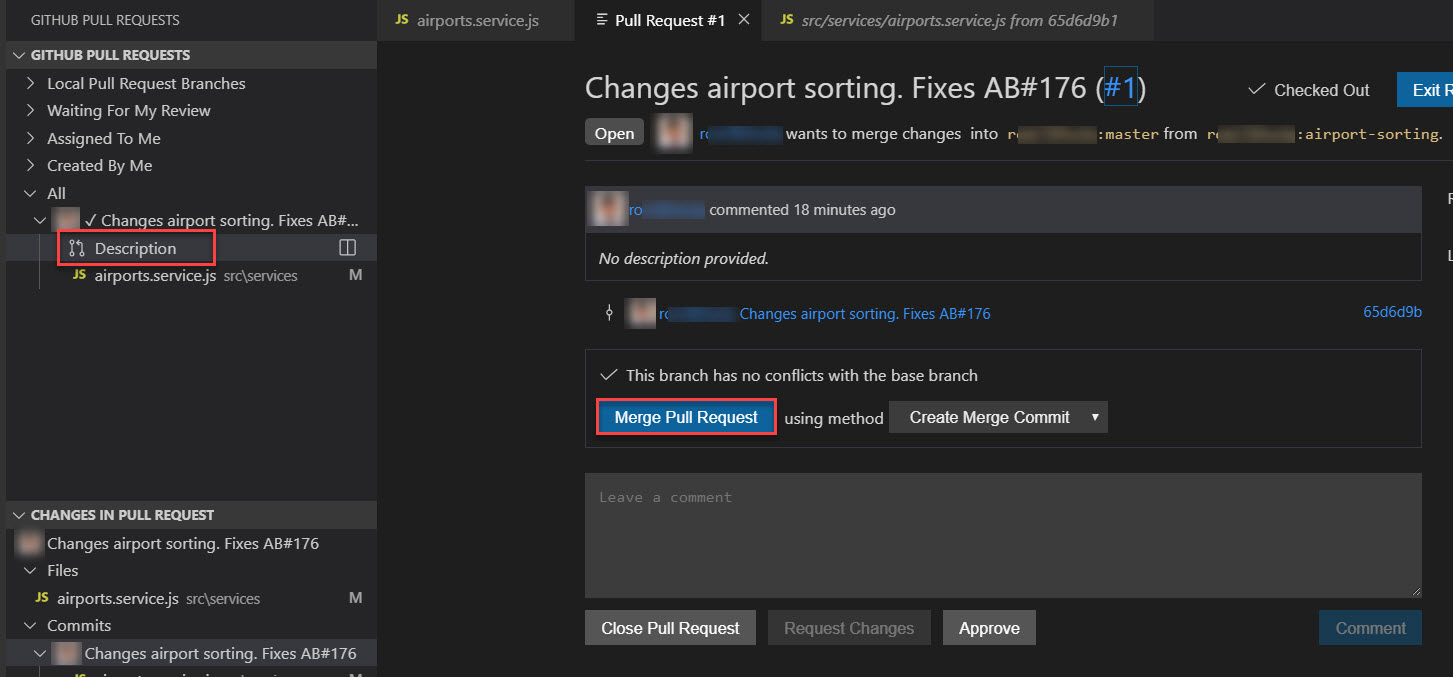 GITHUB PULL REQUESTS
GITHUB PULL REQUESTS
Local Pull Request Branches
Waiting For My Review
Assigned To Me
Created By Me
All
✓ Changes airport sorting. Fixes AB#...
Description
JS airports.service.js src\services M
CHANGES IN PULL REQUEST
Changes airport sorting. Fixes AB#176
Files
JS airports.service.js src\services M
Commits
Changes airport sorting. Fixes AB#176
JS airports.service.js
JS src/services/airports.service.js from 65d6d9b1
Pull Request #1
Changes airport sorting. Fixes AB#176 (#1)
Checked Out
Exit R
Open wants to merge changes into :master from :airport-sorting.
commented 18 minutes ago
No description provided.
Changes airport sorting. Fixes AB#176 65d6d9b
This branch has no conflicts with the base branch
Merge Pull Request using method Create Merge Commit
Leave a comment
Close Pull Request Request Changes Approve Comment